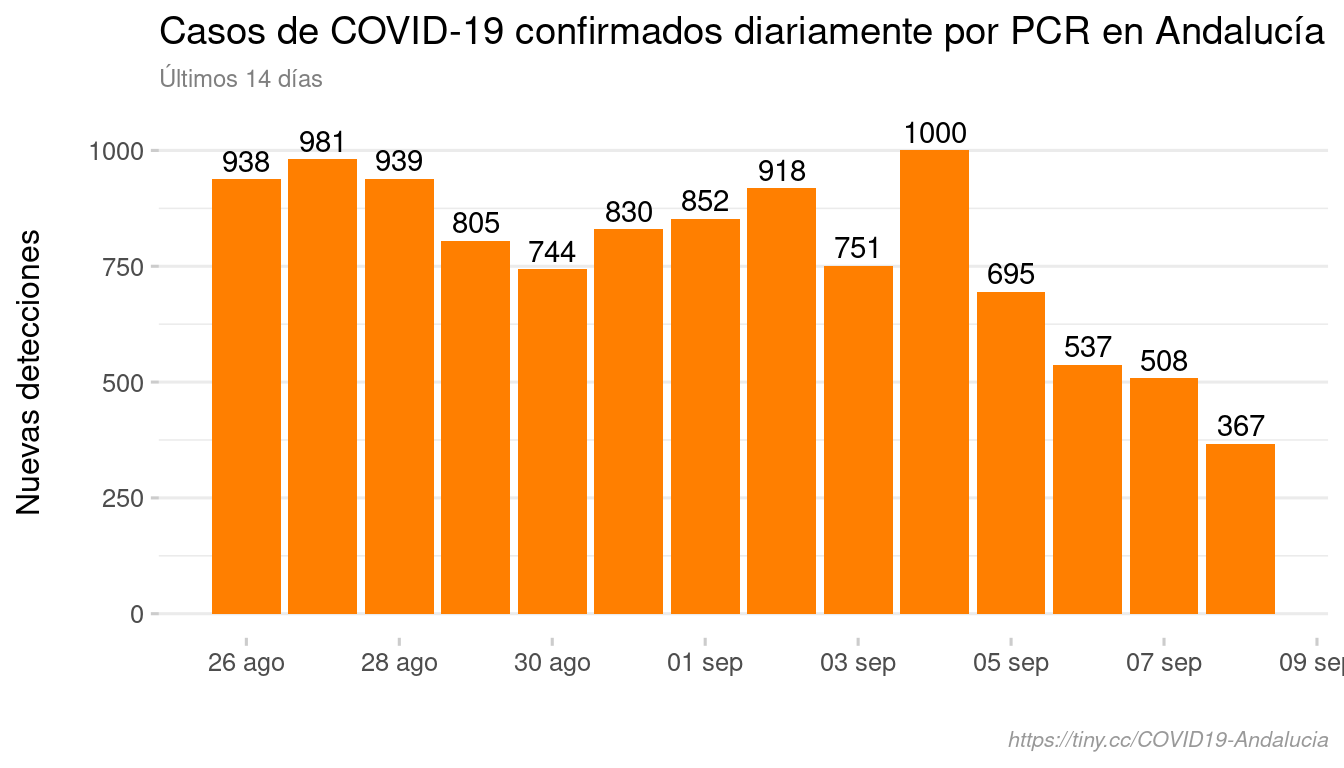 Casos de COVID-19 confirmados diariamente por PCR en Andalucía
Últimos 14 días
Nuevas detecciones
1000
750
500
250
0
938
981
939
805
744
830
852
918
751
1000
695
537
508
367
26 ago
28 ago
30 ago
01 sep
03 sep
05 sep
07 sep
09 sep
https://tiny.cc/COVID19-Andalucia